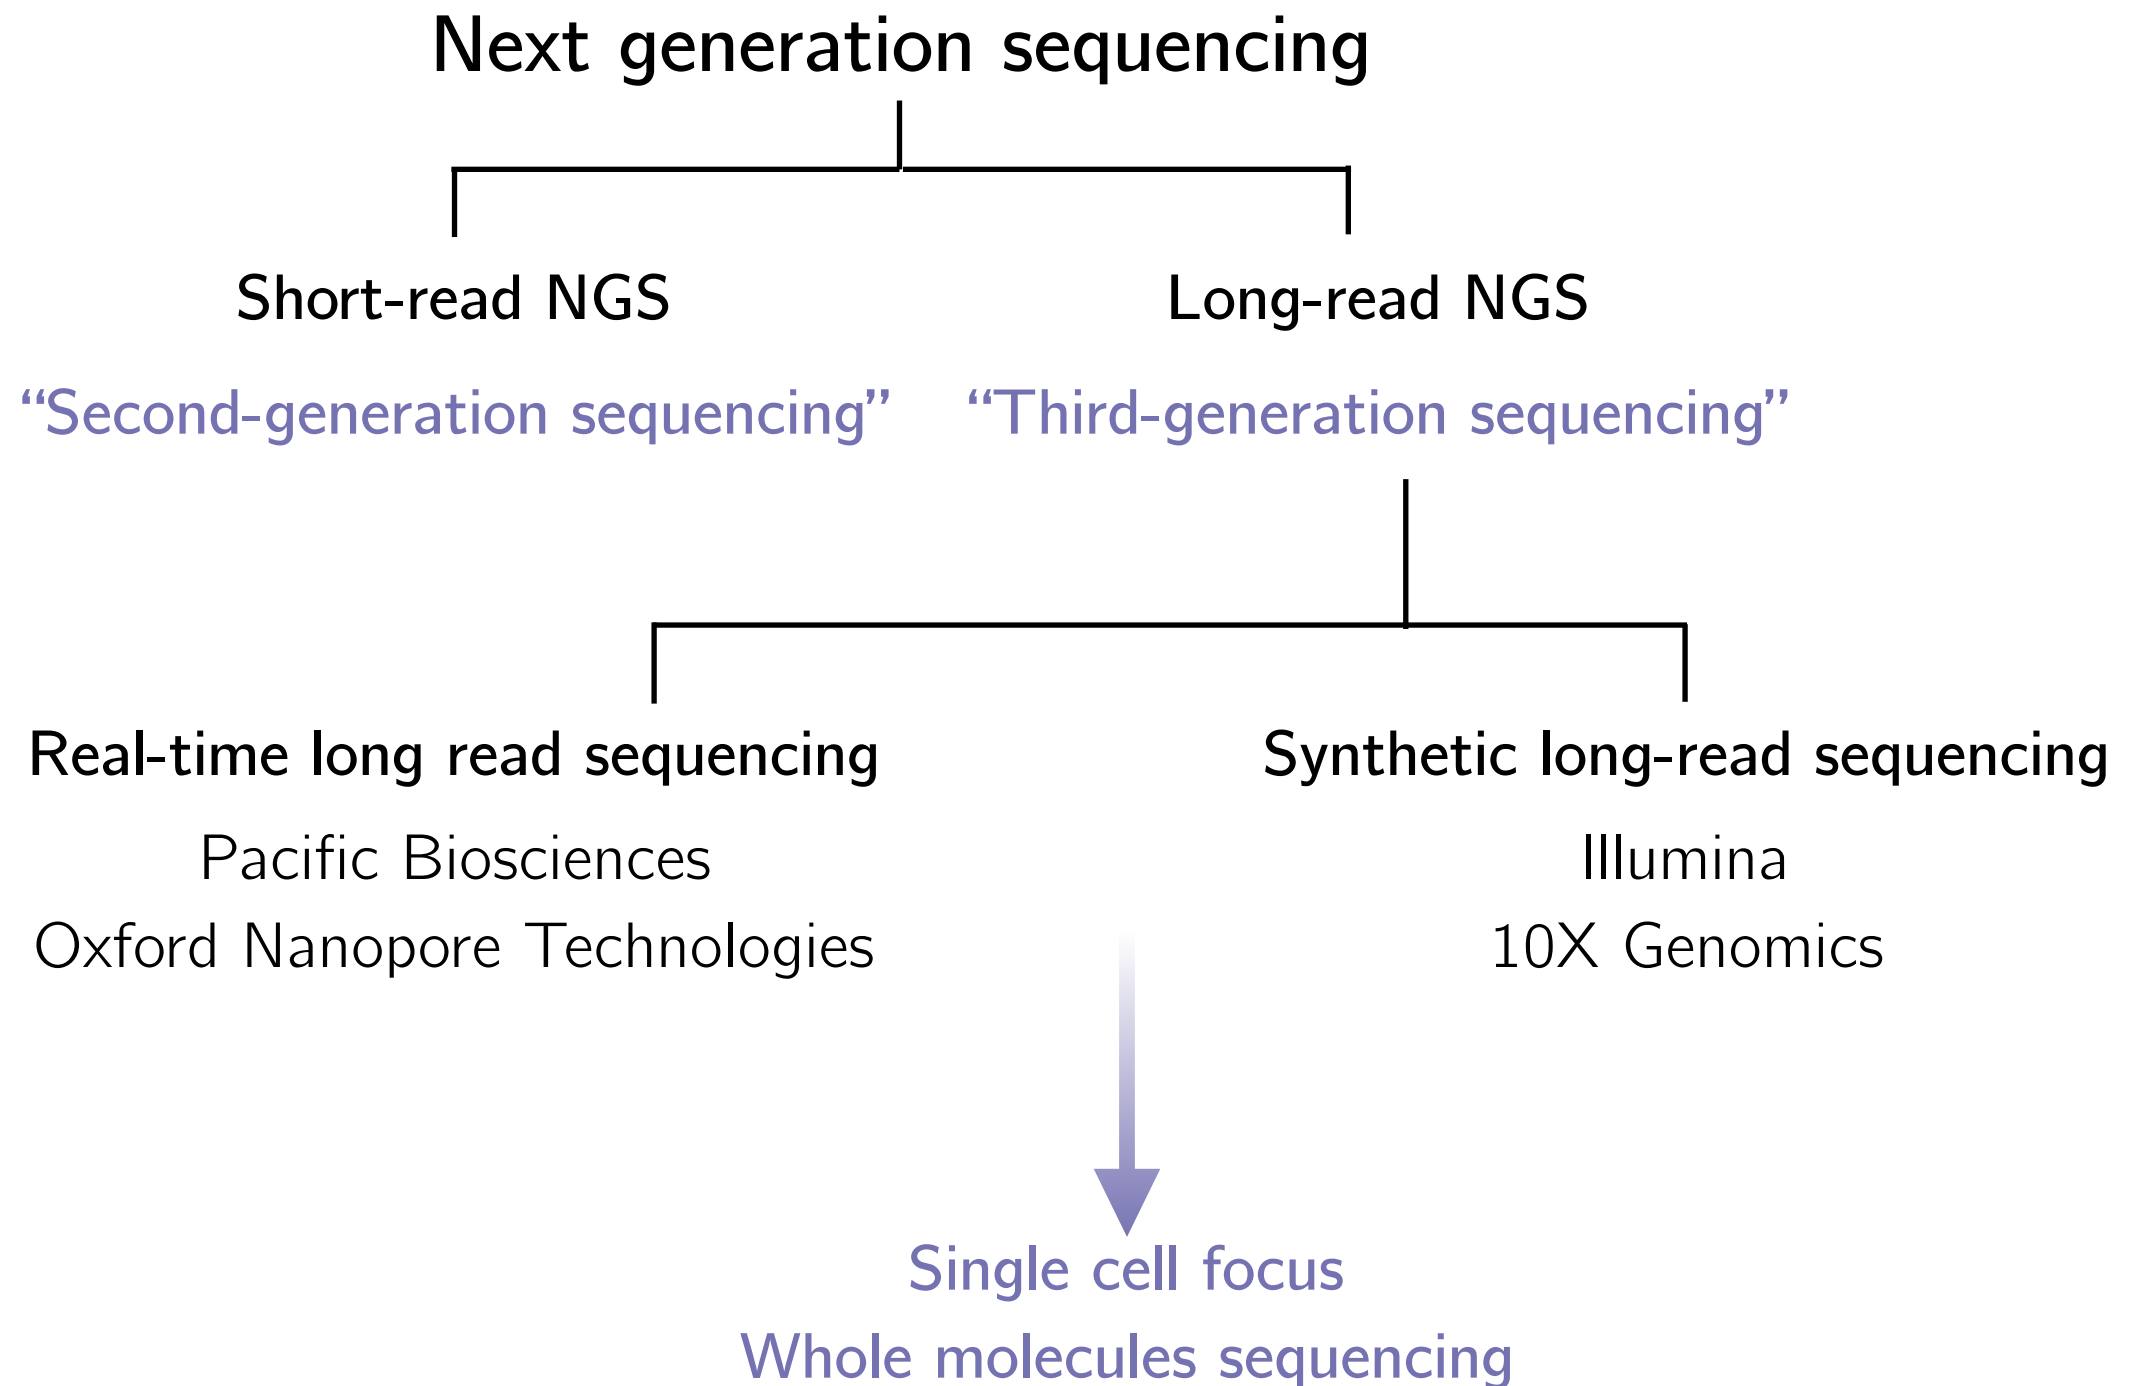 Next generation sequencing
Short-read NGS
Long-read NGS
“Second-generation sequencing”
“Third-generation sequencing”
Real-time long read sequencing
Pacific Biosciences
Oxford Nanopore Technologies
Synthetic long-read sequencing
Illumina
10X Genomics
Single cell focus
Whole molecules sequencing